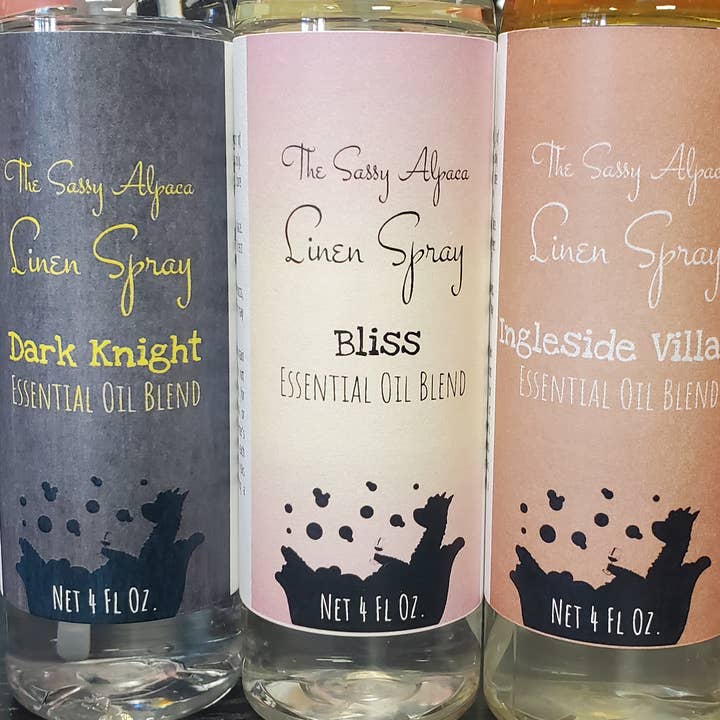 The Sassy Alpaca
Linen Spray
Dark Knight
Essential Oil Blend
Net 4 Fl Oz.
The Sassy Alpaca
Linen Spray
Bliss
Essential Oil Blend
Net 4 Fl Oz.
The Sassy Alpac
Linen Spray
Ingleside Villa
Essential Oil Blend
Net 4 Fl Oz.